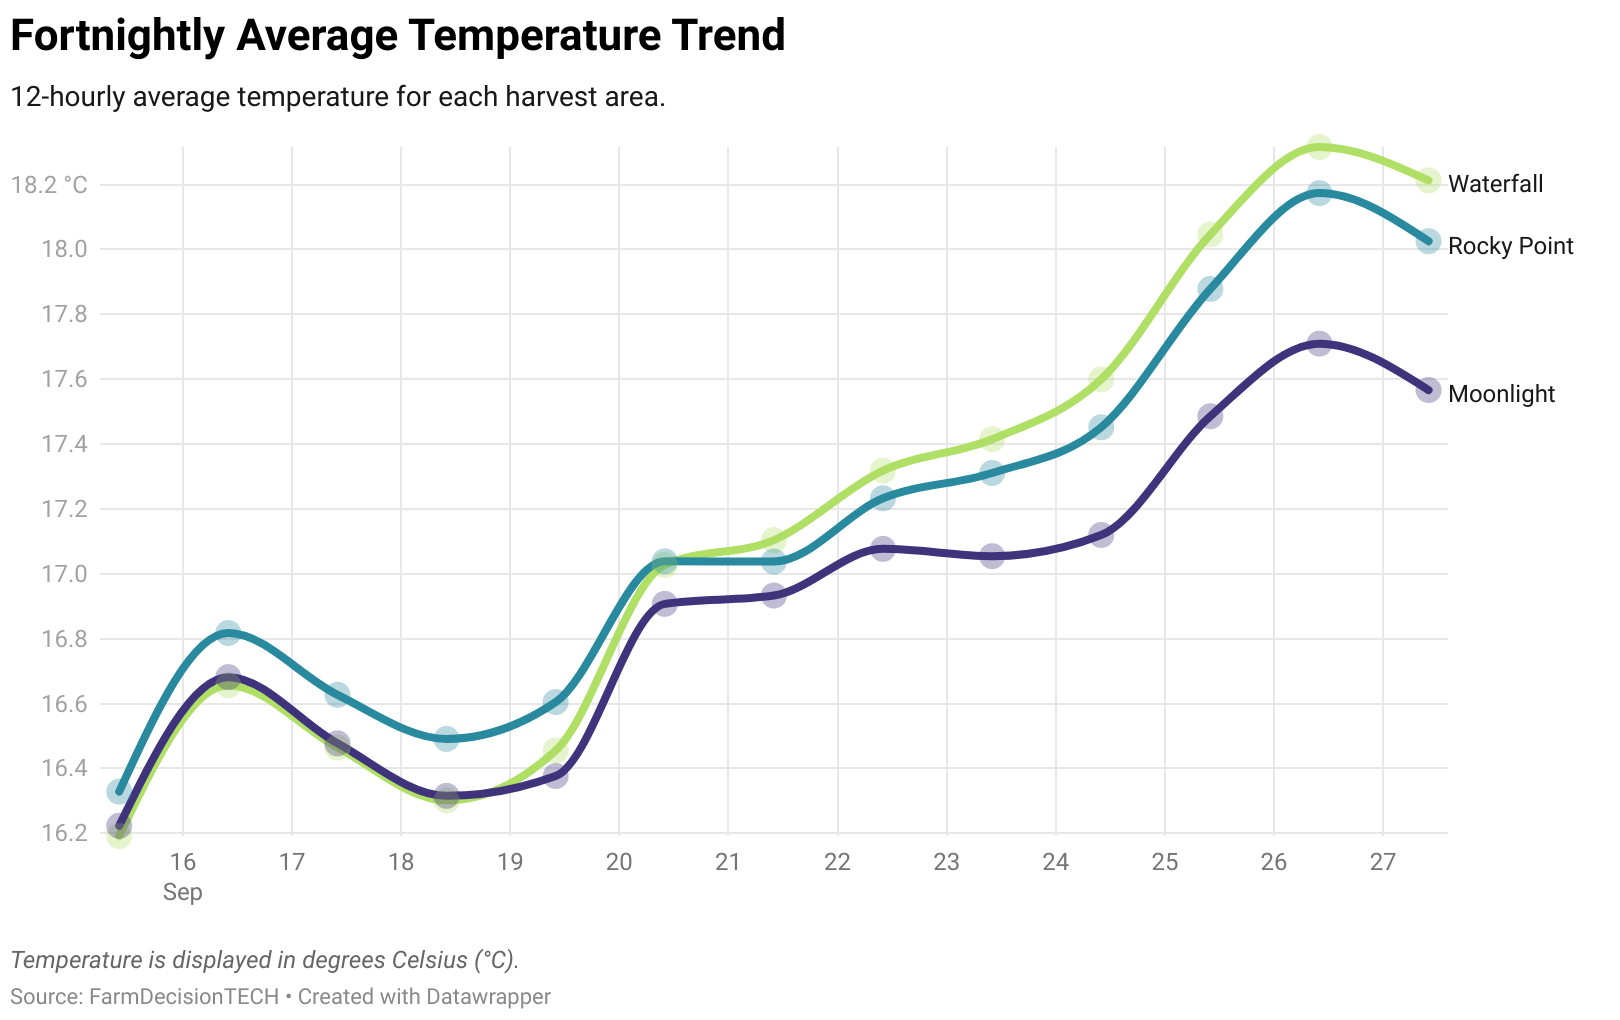 Fortnightly Average Temperature Trend
12-hourly average temperature for each harvest area.
18.2 °C
18.0
17.8
17.6
17.4
17.2
17.0
16.8
16.6
16.4
16.2
Waterfall
Rocky Point
Moonlight
16 17 18 19 20 21 22 23 24 25 26 27
Sep
Temperature is displayed in degrees Celsius (°C).
Source: FarmDecisionTECH • Created with Datawrapper